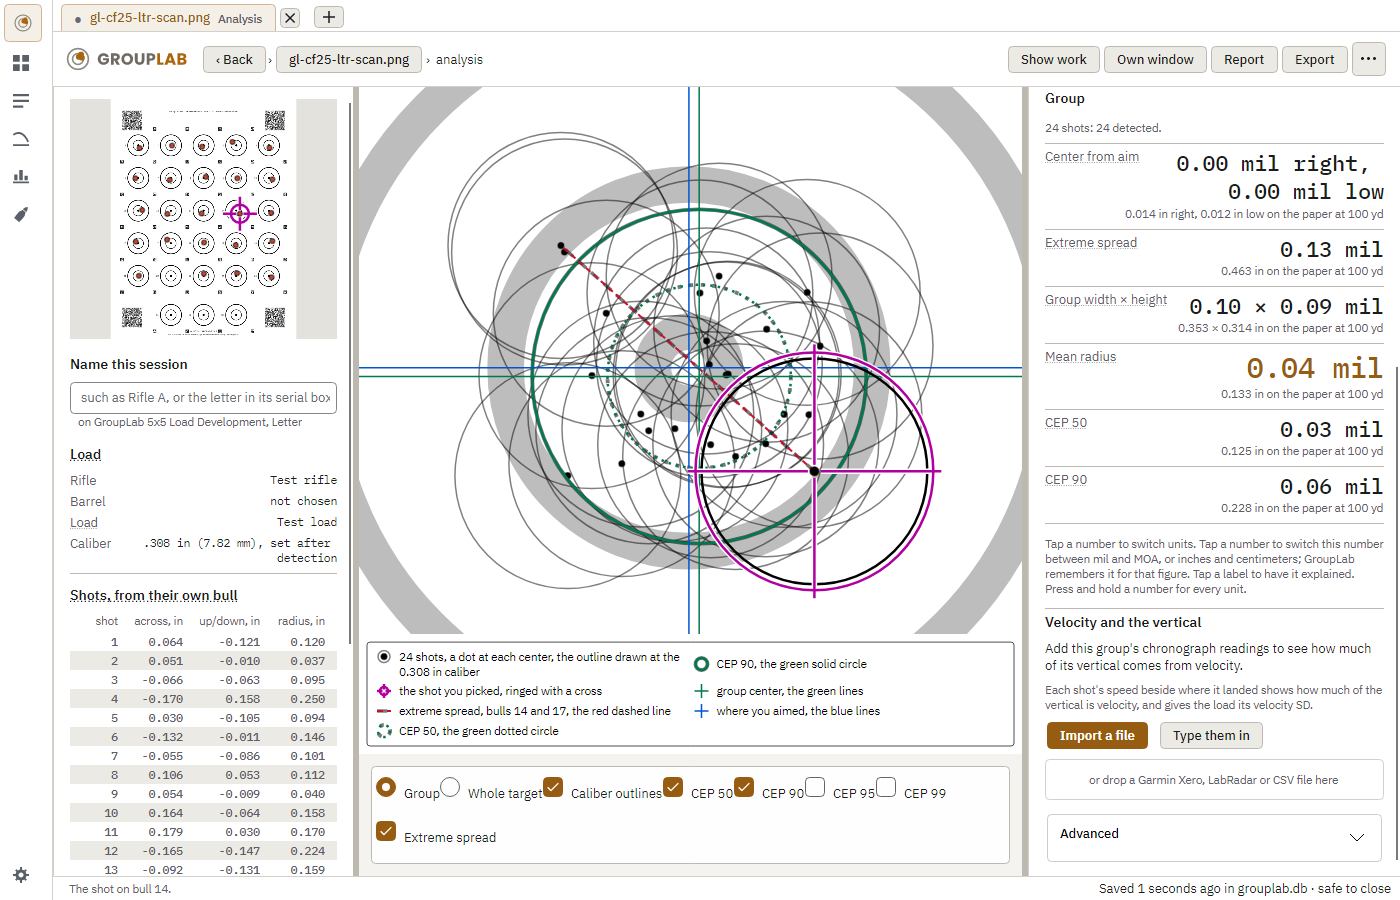 gl-cf25-ltr-scan.png Analysis
GROUPLAB
‹ Back › gl-cf25-ltr-scan.png › analysis
Show work Own window Report Export
Name this session
such as Rifle A, or the letter in its serial box
on GroupLab 5x5 Load Development, Letter
Load
Rifle Test rifle
Barrel not chosen
Load Test load
Caliber .308 in (7.82 mm), set after
detection
Shots, from their own bull
shot across, in up/down, in radius, in
1 0.064 -0.121 0.120
2 0.051 -0.010 0.037
3 -0.066 -0.063 0.095
4 -0.170 0.158 0.250
5 0.030 -0.105 0.094
6 -0.132 -0.011 0.146
7 -0.055 -0.086 0.101
8 0.106 0.053 0.112
9 0.054 -0.009 0.040
10 0.164 -0.064 0.158
11 0.179 0.030 0.170
12 -0.165 -0.147 0.224
13 -0.092 -0.131 0.159
24 shots, a dot at each center, the outline drawn at the
0.308 in caliber
the shot you picked, ringed with a cross
extreme spread, bulls 14 and 17, the red dashed line
CEP 50, the green dotted circle
CEP 90, the green solid circle
group center, the green lines
where you aimed, the blue lines
Group Whole target Caliber outlines CEP 50 CEP 90 CEP 95 CEP 99
Extreme spread
Group
24 shots: 24 detected.
Center from aim 0.00 mil right,
0.00 mil low
0.014 in right, 0.012 in low on the paper at 100 yd
Extreme spread 0.13 mil
0.463 in on the paper at 100 yd
Group width × height 0.10 × 0.09 mil
0.353 × 0.314 in on the paper at 100 yd
Mean radius 0.04 mil
0.133 in on the paper at 100 yd
CEP 50 0.03 mil
0.125 in on the paper at 100 yd
CEP 90 0.06 mil
0.228 in on the paper at 100 yd
Tap a number to switch units. Tap a number to switch this number
between mil and MOA, or inches and centimeters; GroupLab
remembers it for that figure. Tap a label to have it explained.
Press and hold a number for every unit.
Velocity and the vertical
Add this group's chronograph readings to see how much
of its vertical comes from velocity.
Each shot's speed beside where it landed shows how much of the
vertical is velocity, and gives the load its velocity SD.
Import a file Type them in
or drop a Garmin Xero, LabRadar or CSV file here
Advanced
The shot on bull 14.
Saved 1 seconds ago in grouplab.db · safe to close